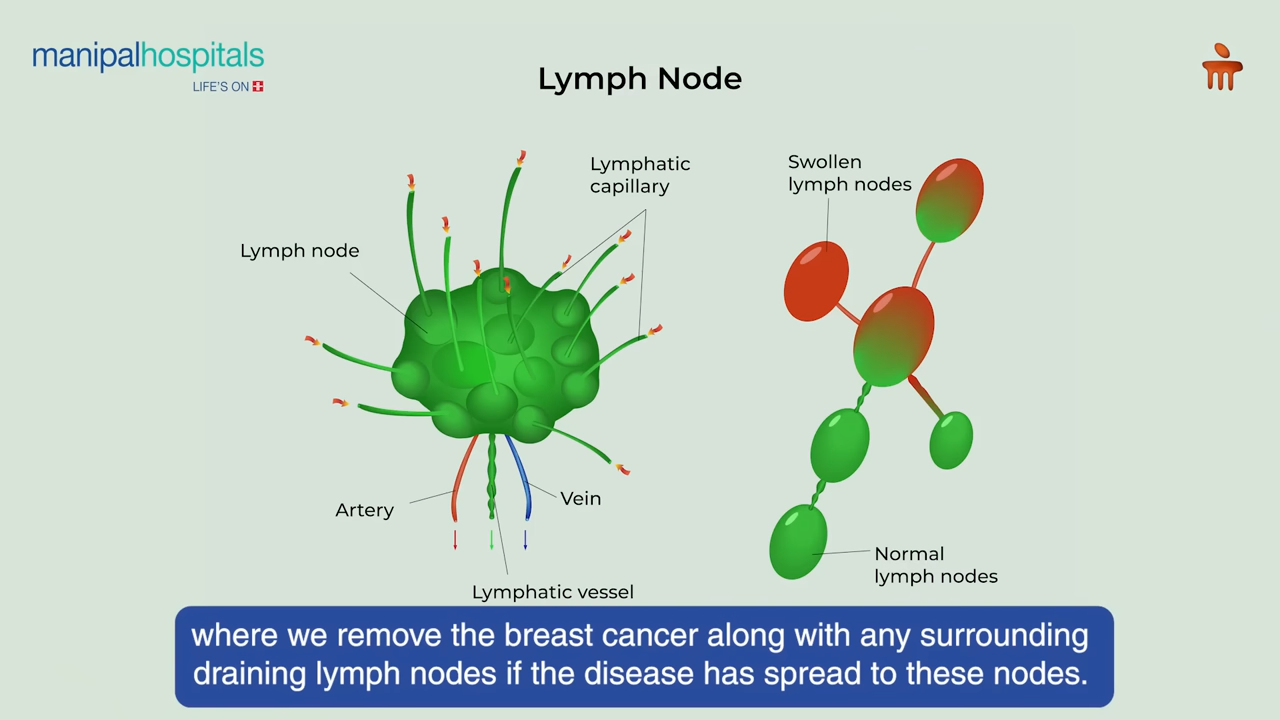 manipalhospitals
LIFE'S ON
Lymph Node
Lymphatic
capillary
Swollen
lymph nodes
Lymph node
Artery
Vein
Lymphatic vessel
Normal
lymph nodes
where we remove the breast cancer along with any surrounding
draining lymph nodes if the disease has spread to these nodes.